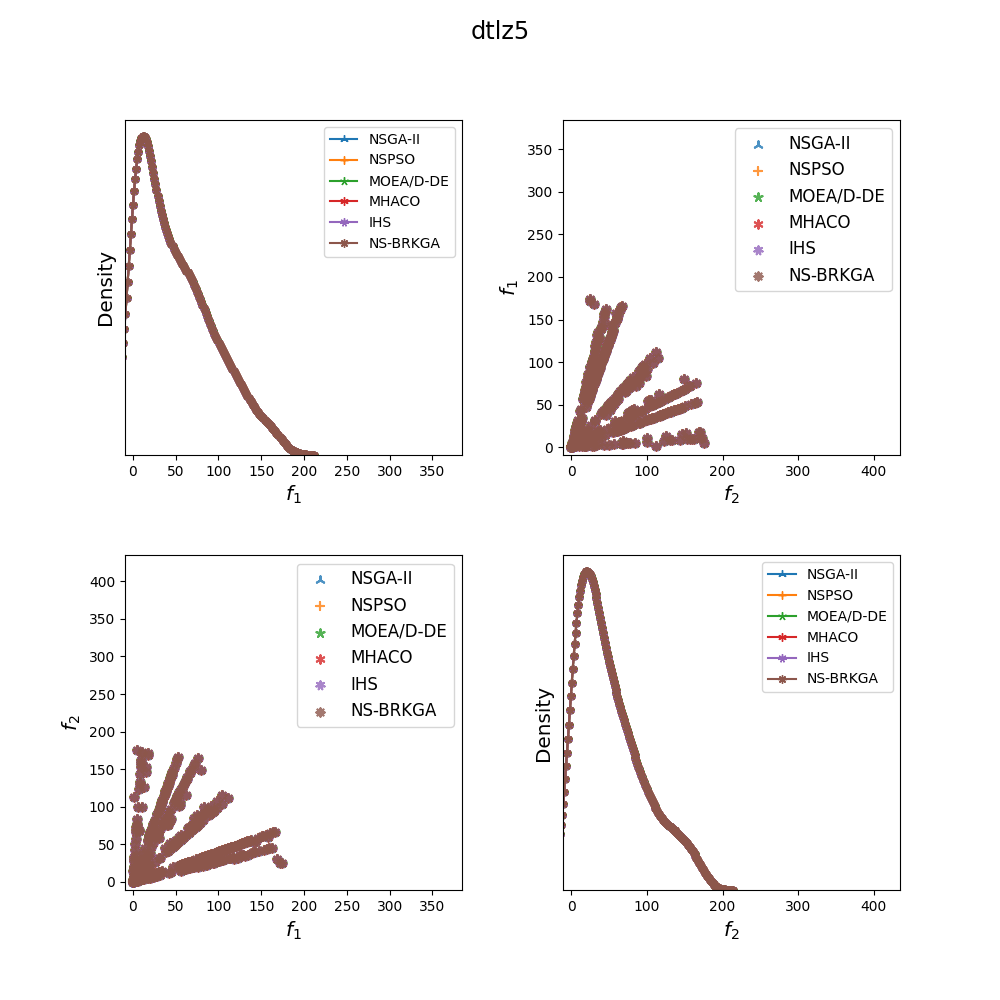 dtlz5
Density
NSGA-II
NSPSO
MOEA/D-DE
MHACO
IHS
NS-BRKGA
0 50 100 150 200 250 300 350
f1
f1
350
300
250
200
150
100
50
0
NSGA-II
NSPSO
MOEA/D-DE
MHACO
IHS
NS-BRKGA
0 100 200 300 400
f2
f2
400
350
300
250
200
150
100
50
0
NSGA-II
NSPSO
MOEA/D-DE
MHACO
IHS
NS-BRKGA
0 50 100 150 200 250 300 350
f1
Density
NSGA-II
NSPSO
MOEA/D-DE
MHACO
IHS
NS-BRKGA
0 100 200 300 400
f2